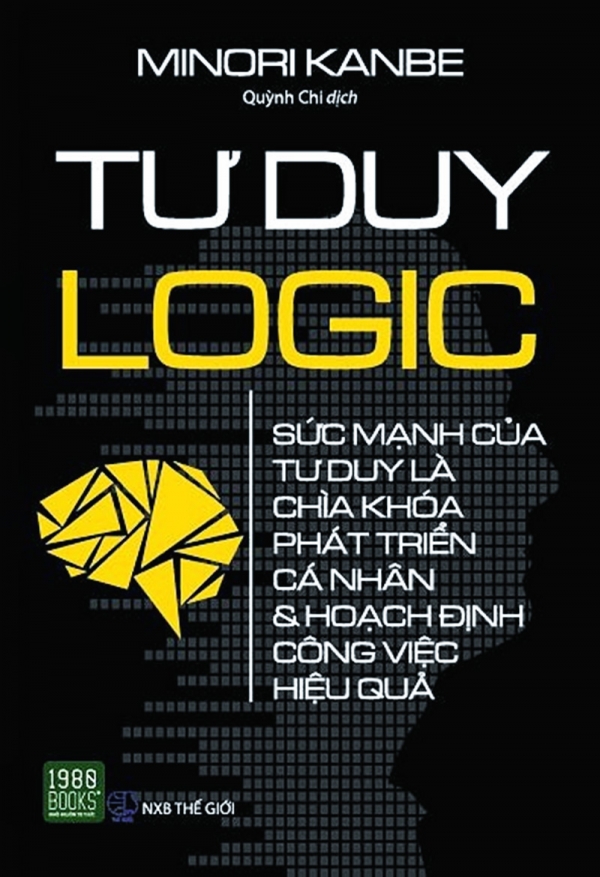 MINORI KANBE
Quỳnh Chi dịch
TƯ DUY
LOGIC
SỨC MẠNH CỦA
TƯ DUY LÀ
CHÌA KHÓA
PHÁT TRIỂN
CÁ NHÂN
& HOẠCH ĐỊNH
CÔNG VIỆC
HIỆU QUẢ
1980
BOOKS
NXB THẾ GIỚI